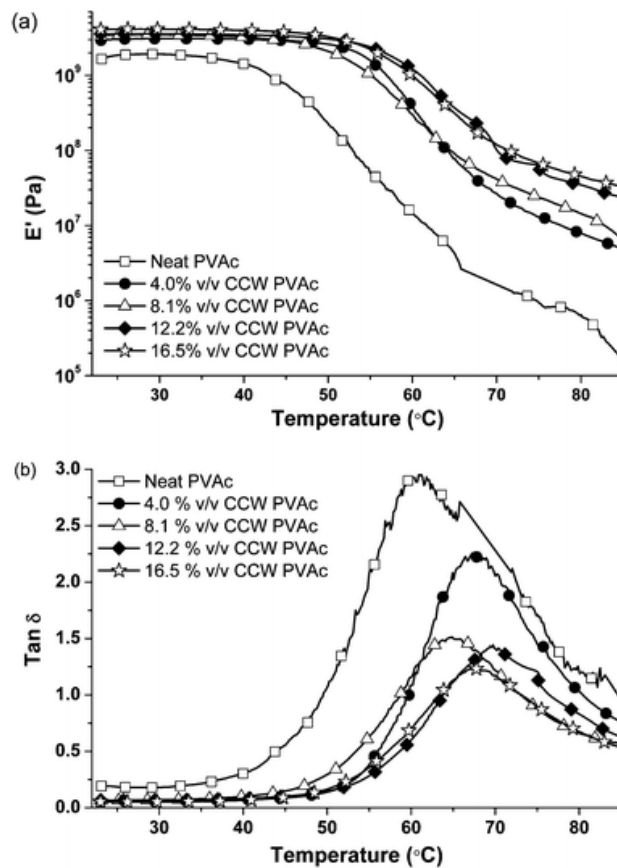 (a)
10⁹
10⁸
10⁷
10⁶
10⁵
E' (Pa)
Neat PVAc
4.0% v/v CCW PVAc
8.1% v/v CCW PVAc
12.2% v/v CCW PVAc
16.5% v/v CCW PVAc
30 40 50 60 70 80
Temperature (°C)
(b)
3.0
2.5
2.0
1.5
1.0
0.5
0.0
Tan δ
Neat PVAc
4.0 % v/v CCW PVAc
8.1 % v/v CCW PVAc
12.2 % v/v CCW PVAc
16.5 % v/v CCW PVAc
30 40 50 60 70 80
Temperature (°C)